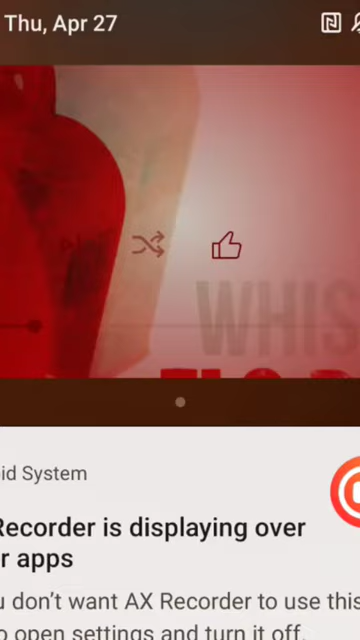 Thu, Apr 27
WHIS
id System
Recorder is displaying over
r apps
u don't want AX Recorder to use this
o open settings and turn it off.